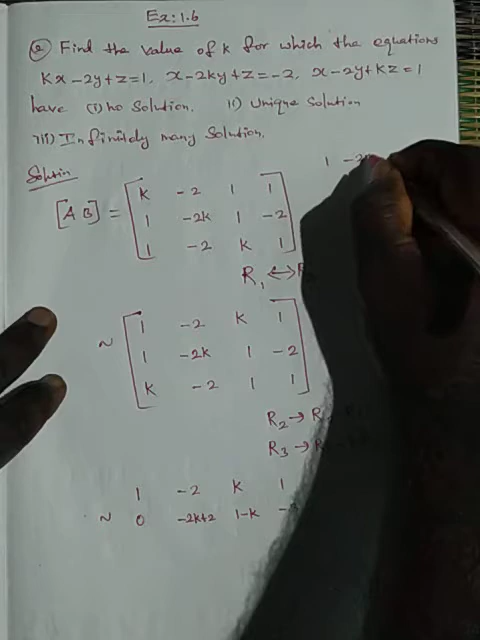 Ex: 1.6
② Find the value of k for which the equations
Kx - 2y + z = 1, x - 2ky + z = -2, x - 2y + kz = 1
have (i) no Solution. ii) Unique Solution
iii) Infinitely many Solution.
Solution
[A B] = [ K -2 1 1
1 -2k 1 -2
1 -2 k 1 ]
1
R₁ ↔
~ [ 1 -2 k 1
1 -2k 1 -2
k -2 1 1 ]
R₂ →
R₃ →
1 -2 k 1
~ 0 -2k+2 1-k